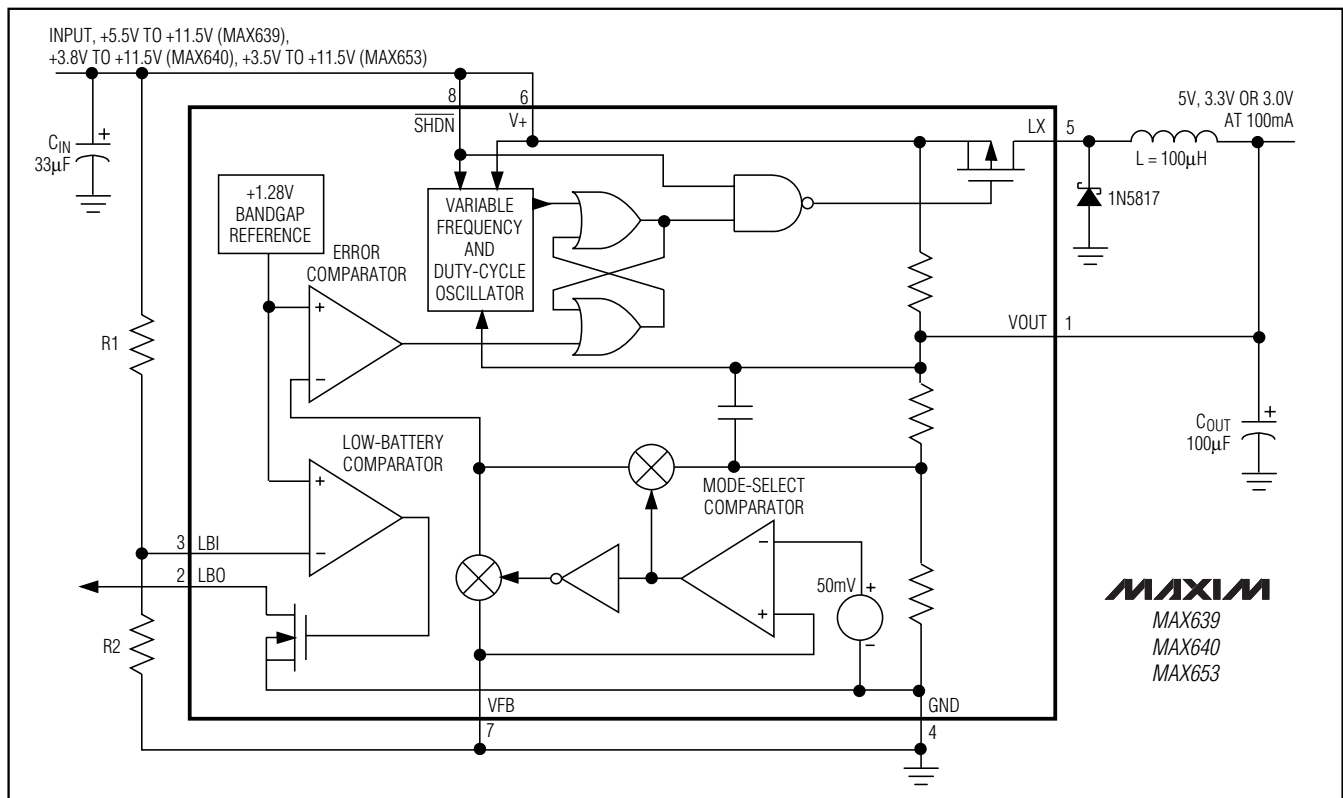 INPUT, +5.5V TO +11.5V (MAX639),
+3.8V TO +11.5V (MAX640), +3.5V TO +11.5V (MAX653)
8
6
SHDN
V+
LX
5
5V, 3.3V OR 3.0V
AT 100mA
CIN
33µF
+
L = 100µH
1N5817
+1.28V
BANDGAP
REFERENCE
VARIABLE
FREQUENCY
AND
DUTY-CYCLE
OSCILLATOR
ERROR
COMPARATOR
+
−
R1
VOUT
1
COUT
100µF
+
LOW-BATTERY
COMPARATOR
+
−
MODE-SELECT
COMPARATOR
−
+
50mV
+
−
3
LBI
2
LBO
R2
VFB
7
GND
4
MAXIM
MAX639
MAX640
MAX653